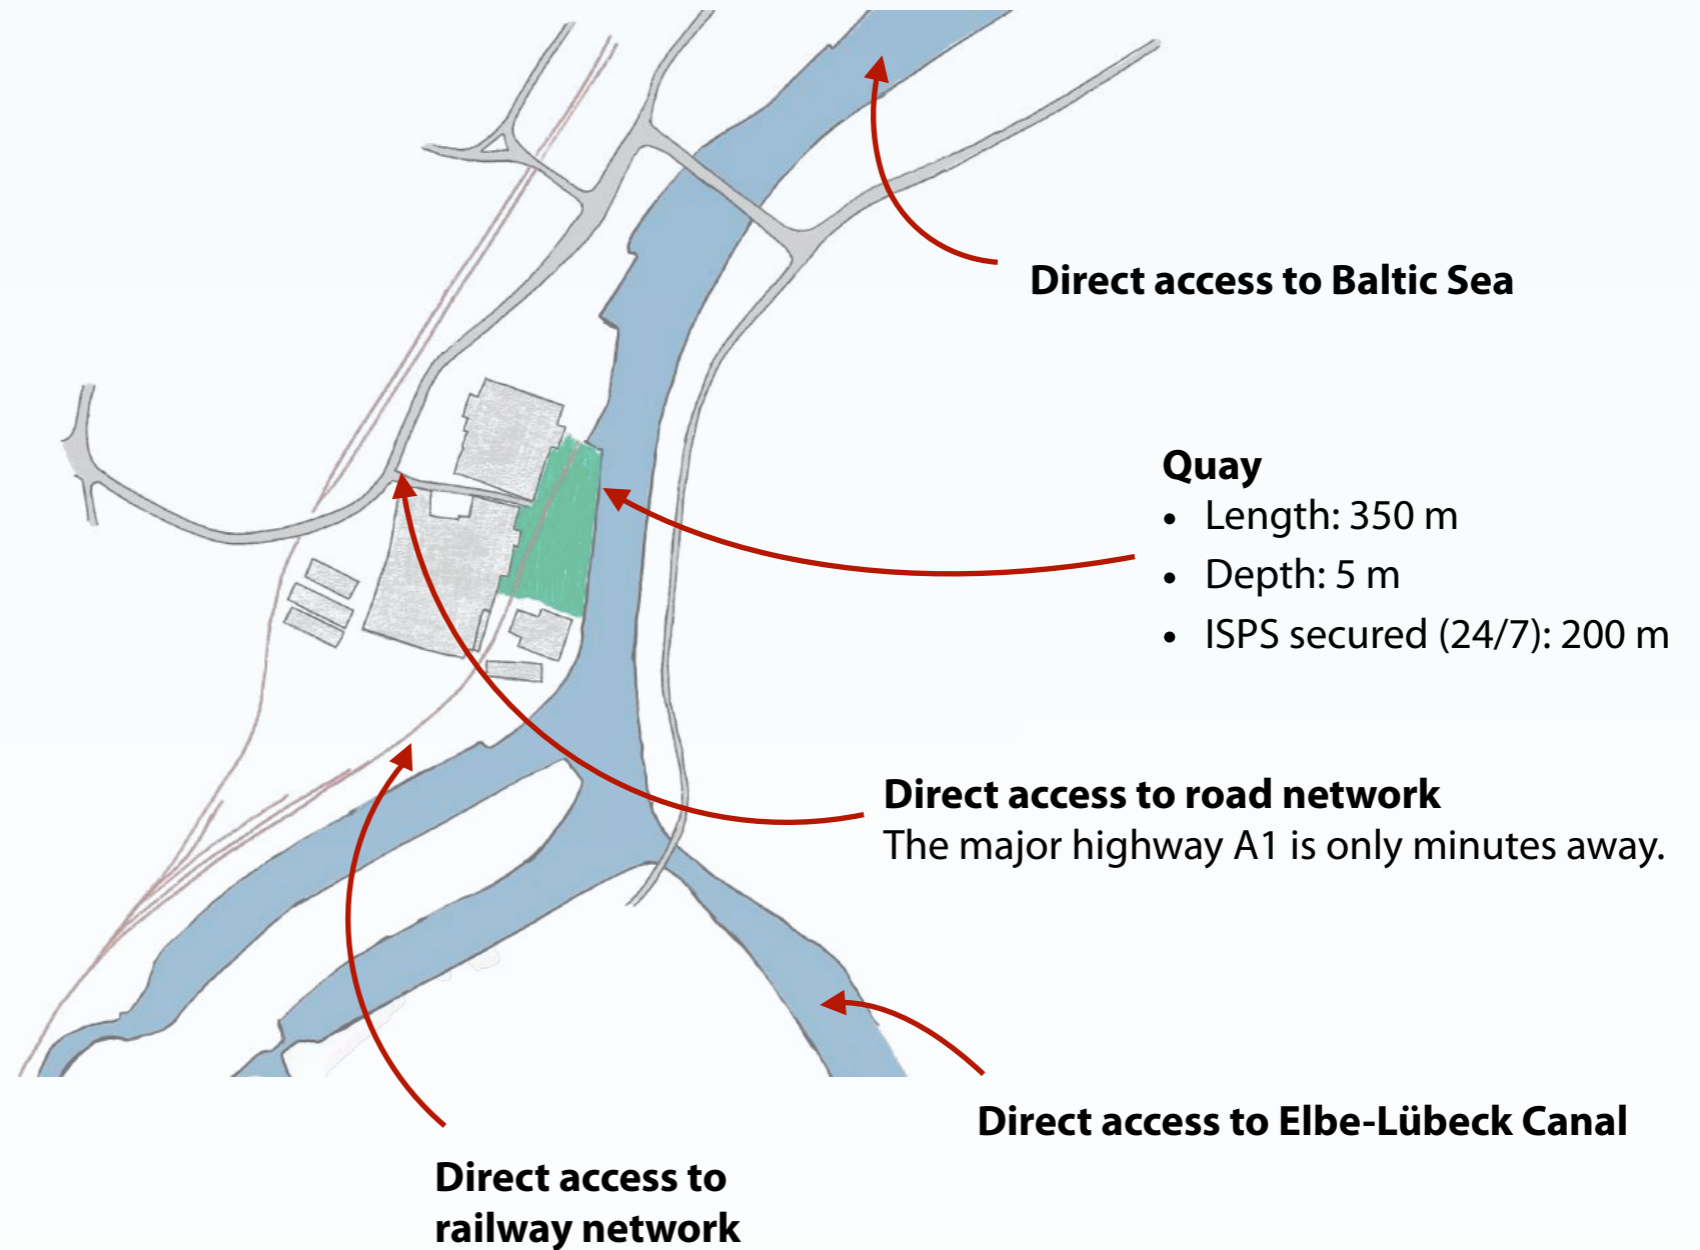 Direct access to Baltic Sea
Quay
• Length: 350 m
• Depth: 5 m
• ISPS secured (24/7): 200 m
Direct access to road network
The major highway A1 is only minutes away.
Direct access to Elbe-Lübeck Canal
Direct access to
railway network